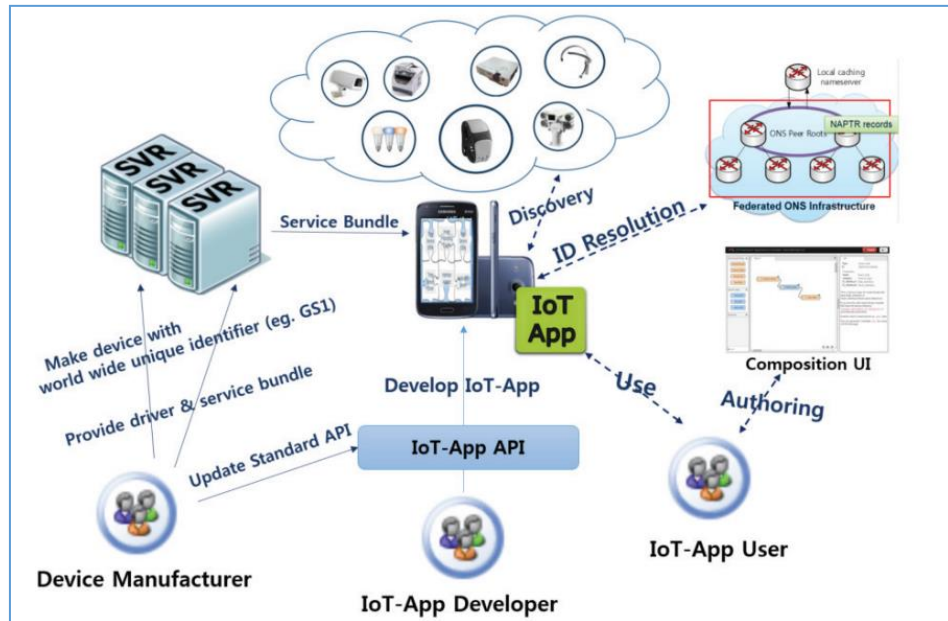 Local caching
nameserver
NAPTR records
ONS Peer Roots
Federated ONS Infrastructure
SVR
SVR
SVR
Service Bundle
SAMSUNG
Discovery
ID Resolution
IoT
App
Make device with
world wide unique identifier (eg. GS1)
Develop IoT-App
Composition UI
Use
Authoring
Provide driver & service bundle
Update Standard API
IoT-App API
Device Manufacturer
IoT-App Developer
IoT-App User